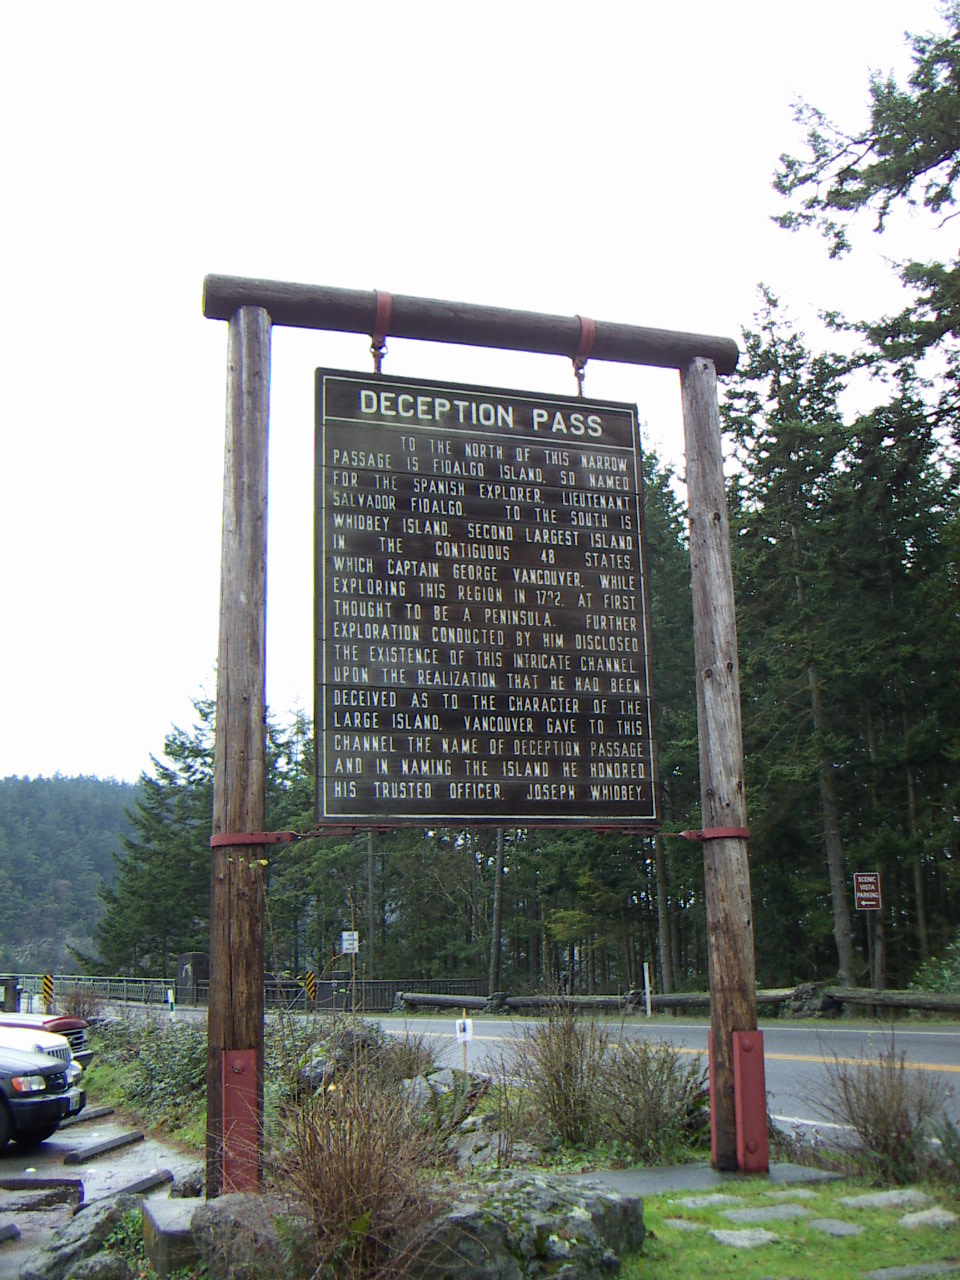 DECEPTION PASS
TO THE NORTH OF THIS NARROW
PASSAGE IS FIDALGO ISLAND, SO NAMED
FOR THE SPANISH EXPLORER, LIEUTENANT
SALVADOR FIDALGO. TO THE SOUTH IS
WHIDBEY ISLAND, SECOND LARGEST ISLAND
IN THE CONTIGUOUS 48 STATES,
WHICH CAPTAIN GEORGE VANCOUVER, WHILE
EXPLORING THIS REGION IN 1792, AT FIRST
THOUGHT TO BE A PENINSULA. FURTHER
EXPLORATION CONDUCTED BY HIM DISCLOSED
THE EXISTENCE OF THIS INTRICATE CHANNEL.
UPON THE REALIZATION THAT HE HAD BEEN
DECEIVED AS TO THE CHARACTER OF THE
LARGE ISLAND, VANCOUVER GAVE TO THIS
CHANNEL THE NAME OF DECEPTION PASSAGE
AND IN NAMING THE ISLAND HE HONORED
HIS TRUSTED OFFICER, JOSEPH WHIDBEY.
SCENIC
VISTA
PARKING